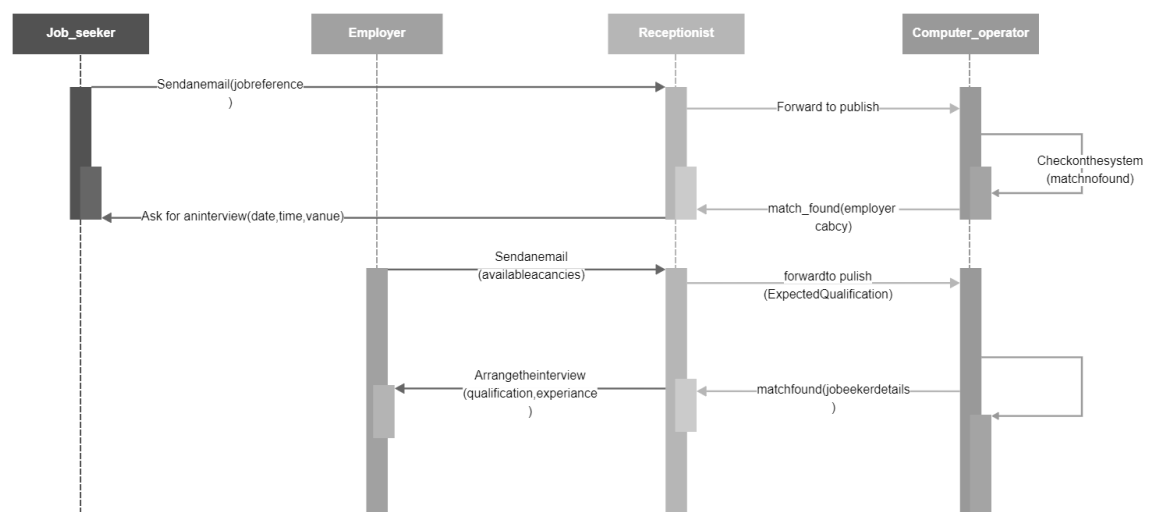 Job_seeker
Employer
Receptionist
Computer_operator
Sendanemail(jobreference
)
Forward to publish
Checkonthesystem
(matchnofound)
match_found(employer
cabcy)
Ask for aninterview(date,time,vanue)
Sendanemail
(availableacancies)
forwardto pulish
(ExpectedQualification)
Arrangetheinterview
(qualification,experiance
)
matchfound(jobeekerdetails
)